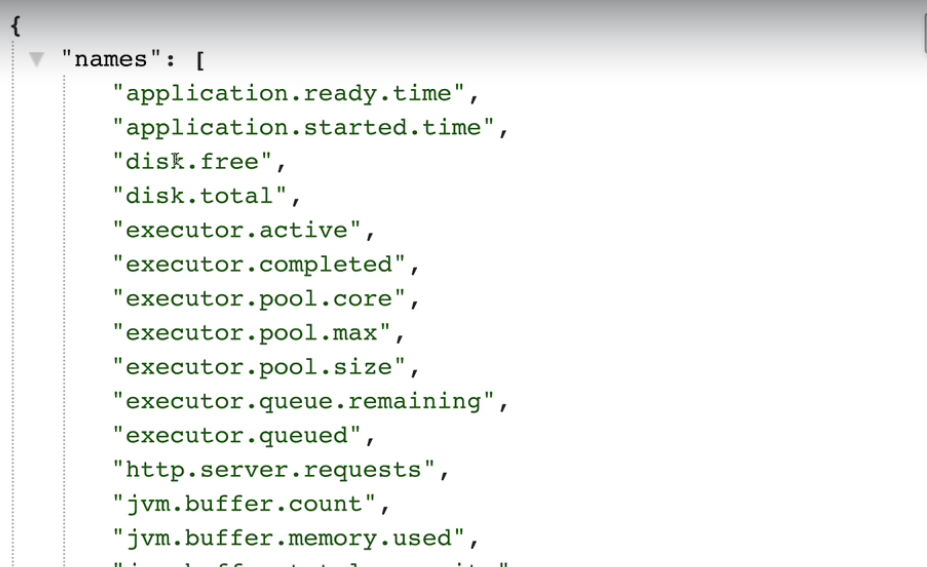 {
"names": [
"application.ready.time",
"application.started.time",
"disk.free",
"disk.total",
"executor.active",
"executor.completed",
"executor.pool.core",
"executor.pool.max",
"executor.pool.size",
"executor.queue.remaining",
"executor.queued",
"http.server.requests",
"jvm.buffer.count",
"jvm.buffer.memory.used",